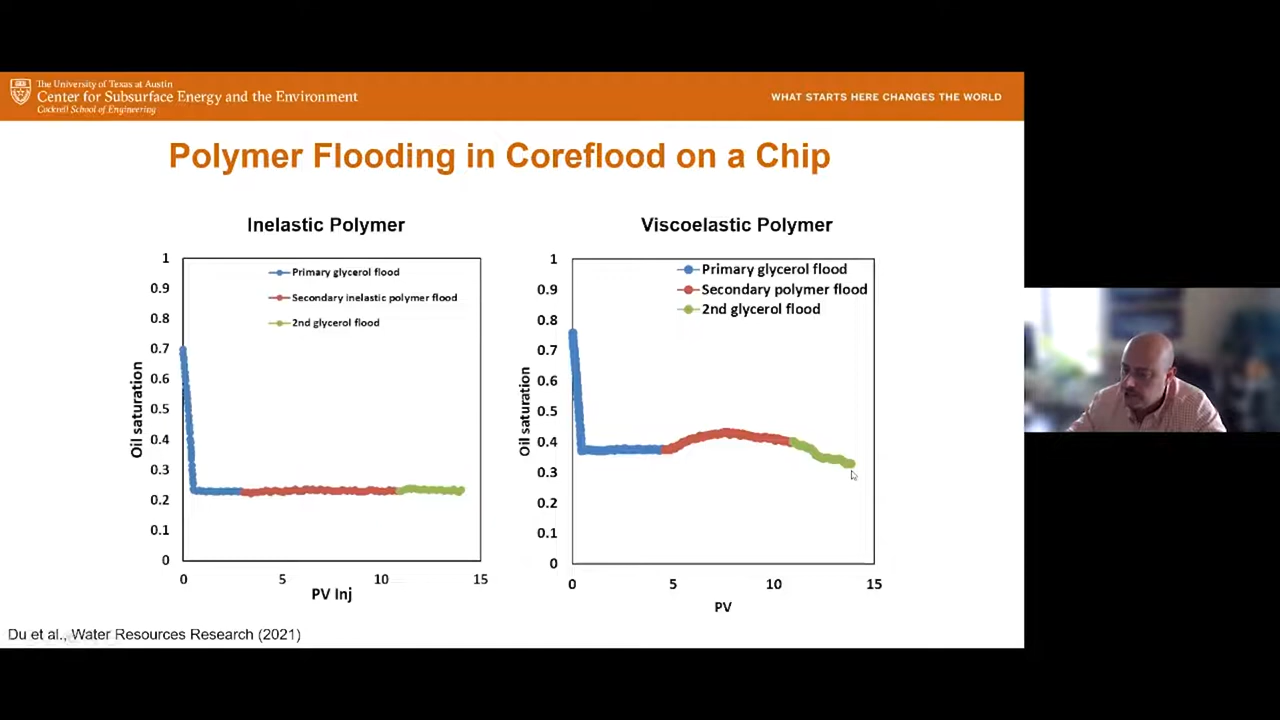 The University of Texas at Austin
Center for Subsurface Energy and the Environment
Cockrell School of Engineering
WHAT STARTS HERE CHANGES THE WORLD
Polymer Flooding in Coreflood on a Chip
Inelastic Polymer
1
0.9
0.8
0.7
0.6
0.5
0.4
0.3
0.2
0.1
0
Oil saturation
Primary glycerol flood
Secondary inelastic polymer flood
2nd glycerol flood
0
5
10
15
PV Inj
Viscoelastic Polymer
1
0.9
0.8
0.7
0.6
0.5
0.4
0.3
0.2
0.1
0
Oil saturation
Primary glycerol flood
Secondary polymer flood
2nd glycerol flood
0
5
10
15
PV
Du et al., Water Resources Research (2021)